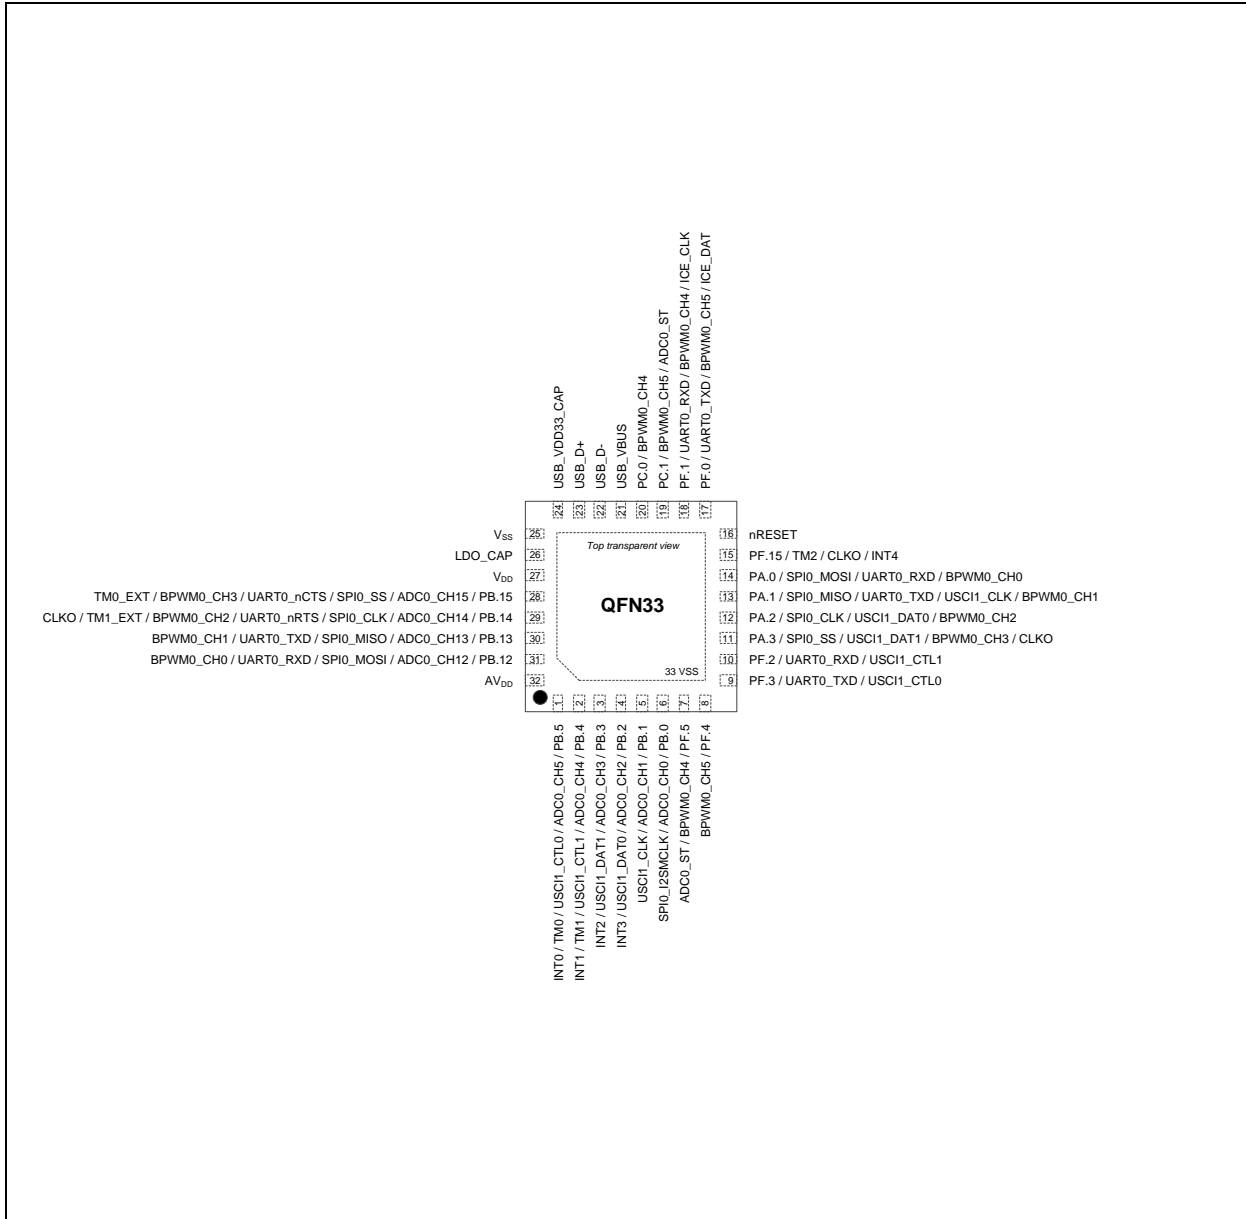 USB_VDD33_CAP
USB_D+
USB_D-
USB_VBUS
PC.0 / BPWM0_CH4
PC.1 / BPWM0_CH5 / ADC0_ST
PF.1 / UART0_RXD / BPWM0_CH4 / ICE_CLK
PF.0 / UART0_TXD / BPWM0_CH5 / ICE_DAT
24 23 22 21 20 19 18 17
VSS 25
LDO_CAP 26
VDD 27
TM0_EXT / BPWM0_CH3 / UART0_nCTS / SPI0_SS / ADC0_CH15 / PB.15 28
CLKO / TM1_EXT / BPWM0_CH2 / UART0_nRTS / SPI0_CLK / ADC0_CH14 / PB.14 29
BPWM0_CH1 / UART0_TXD / SPI0_MISO / ADC0_CH13 / PB.13 30
BPWM0_CH0 / UART0_RXD / SPI0_MOSI / ADC0_CH12 / PB.12 31
AVDD 32
Top transparent view
QFN33
33 VSS
16 nRESET
15 PF.15 / TM2 / CLKO / INT4
14 PA.0 / SPI0_MOSI / UART0_RXD / BPWM0_CH0
13 PA.1 / SPI0_MISO / UART0_TXD / USCI1_CLK / BPWM0_CH1
12 PA.2 / SPI0_CLK / USCI1_DAT0 / BPWM0_CH2
11 PA.3 / SPI0_SS / USCI1_DAT1 / BPWM0_CH3 / CLKO
10 PF.2 / UART0_RXD / USCI1_CTL1
9 PF.3 / UART0_TXD / USCI1_CTL0
1 2 3 4 5 6 7 8
INT0 / TM0 / USCI1_CTL0 / ADC0_CH5 / PB.5
INT1 / TM1 / USCI1_CTL1 / ADC0_CH4 / PB.4
INT2 / USCI1_DAT1 / ADC0_CH3 / PB.3
INT3 / USCI1_DAT0 / ADC0_CH2 / PB.2
USCI1_CLK / ADC0_CH1 / PB.1
SPI0_I2SMCLK / ADC0_CH0 / PB.0
ADC0_ST / BPWM0_CH4 / PF.5
BPWM0_CH5 / PF.4